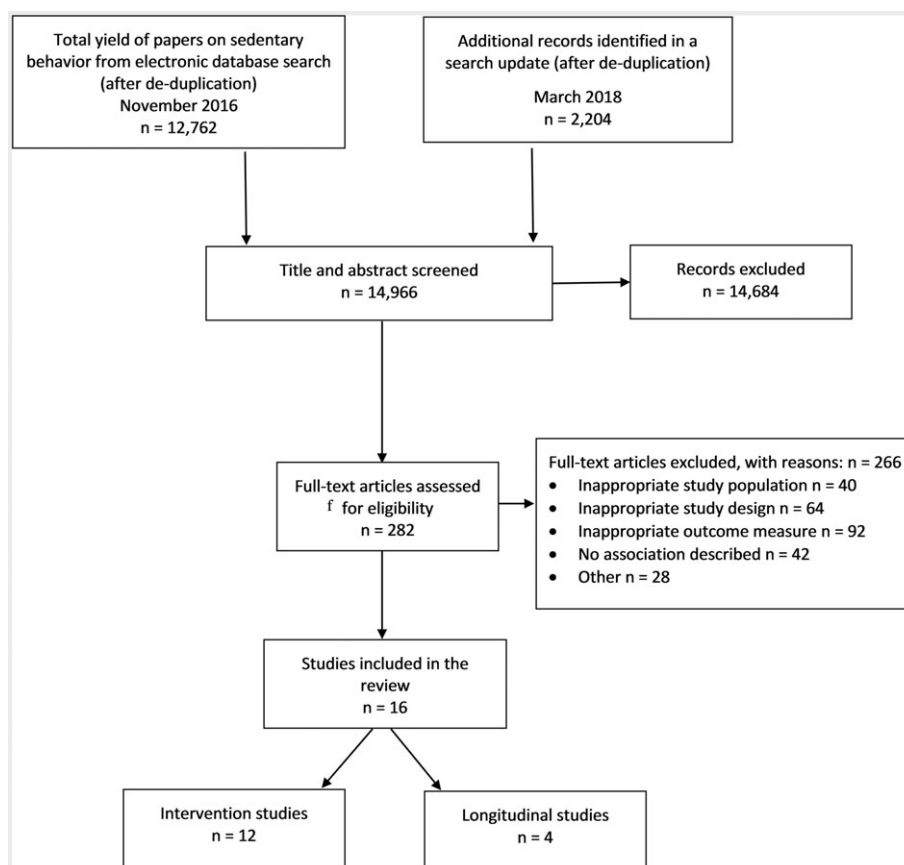 Total yield of papers on sedentary
behavior from electronic database search
(after de-duplication)
November 2016
n = 12,762
Additional records identified in a
search update (after de-duplication)
March 2018
n = 2,204
Title and abstract screened
n = 14,966
Records excluded
n = 14,684
Full-text articles assessed
f for eligibility
n = 282
Full-text articles excluded, with reasons: n = 266
• Inappropriate study population n = 40
• Inappropriate study design n = 64
• Inappropriate outcome measure n = 92
• No association described n = 42
• Other n = 28
Studies included in the
review
n = 16
Intervention studies
n = 12
Longitudinal studies
n = 4